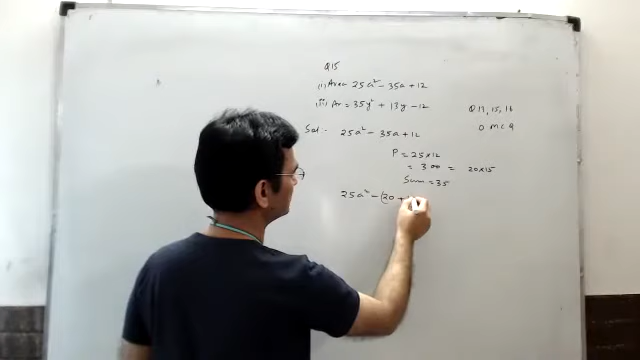 Q15
(i) Area 25a² - 35a + 12
(ii) Ar = 35y² + 13y - 12
Sol - 25a² - 35a + 12
P = 25×12
= 300 = 20×15
Sum = 35
25a² - (20 +
Q 11, 15, 16